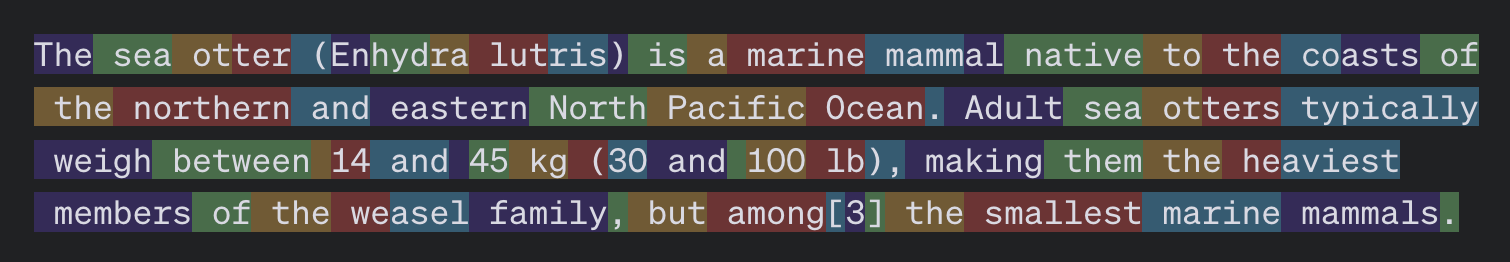 The sea otter (Enhydra lutris) is a marine mammal native to the coasts of
the northern and eastern North Pacific Ocean. Adult sea otters typically
weigh between 14 and 45 kg (30 and 100 lb), making them the heaviest
members of the weasel family, but among[3] the smallest marine mammals.